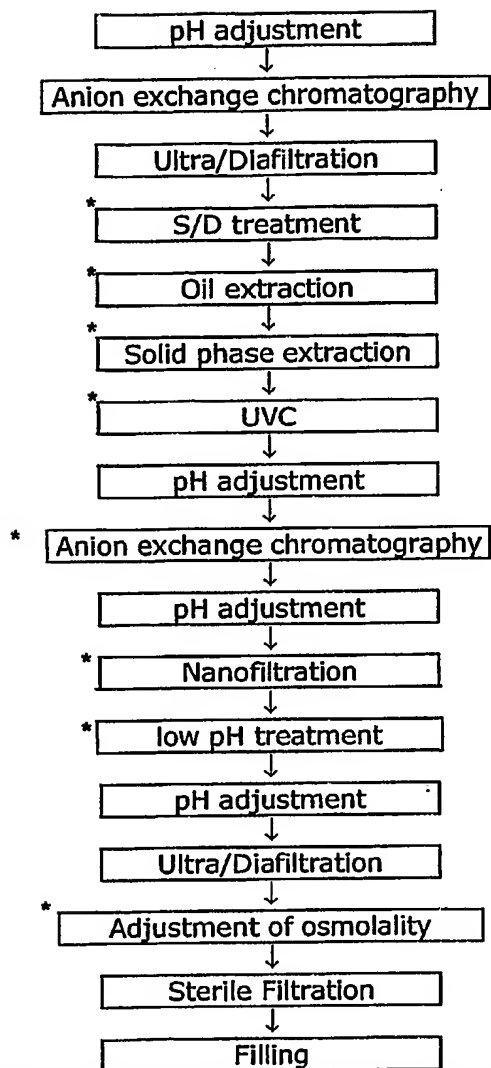 pH adjustment
↓
Anion exchange chromatography
↓
Ultra/Diafiltration
↓
* S/D treatment
↓
* Oil extraction
↓
* Solid phase extraction
↓
* UVC
↓
pH adjustment
↓
* Anion exchange chromatography
↓
pH adjustment
↓
* Nanofiltration
↓
* low pH treatment
↓
pH adjustment
↓
Ultra/Diafiltration
↓
* Adjustment of osmolality
↓
Sterile Filtration
↓
Filling